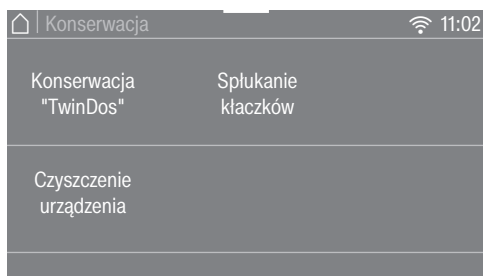 Konserwacja 11:02
Konserwacja
"TwinDos"
Spłukanie
kłaczków
Czyszczenie
urządzenia